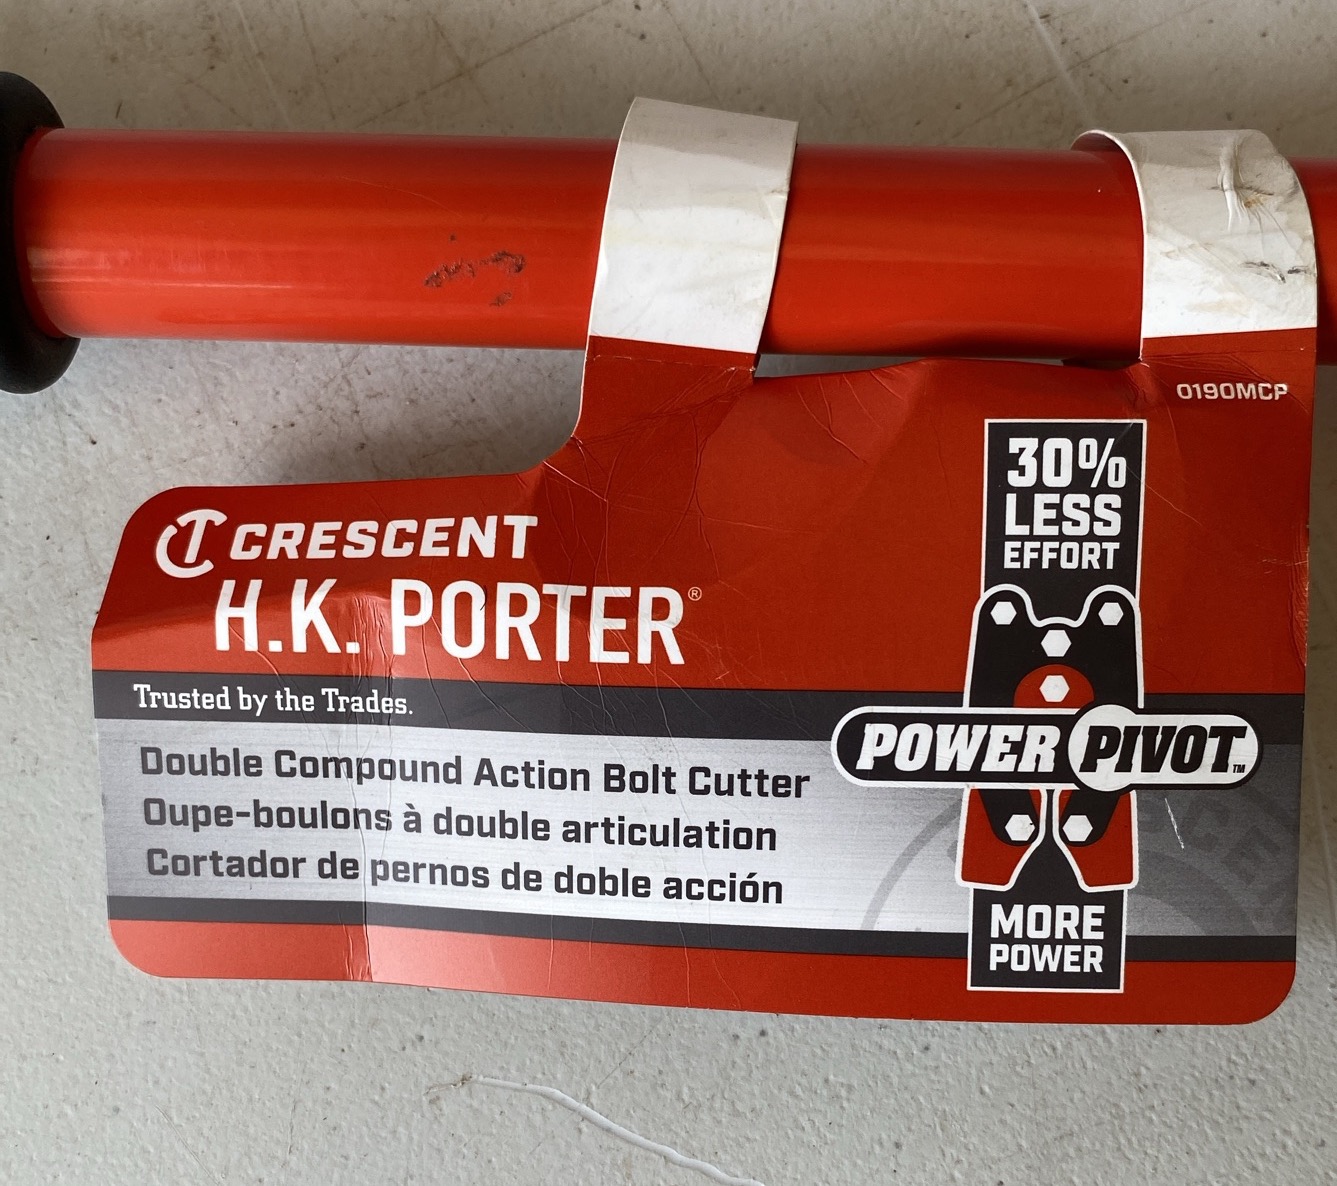 0190MCP
30%
LESS
EFFORT
CRESCENT
H.K. PORTER®
Trusted by the Trades.
Double Compound Action Bolt Cutter
Oupe-boulons à double articulation
Cortador de pernos de doble acción
POWER PIVOT™
MORE
POWER